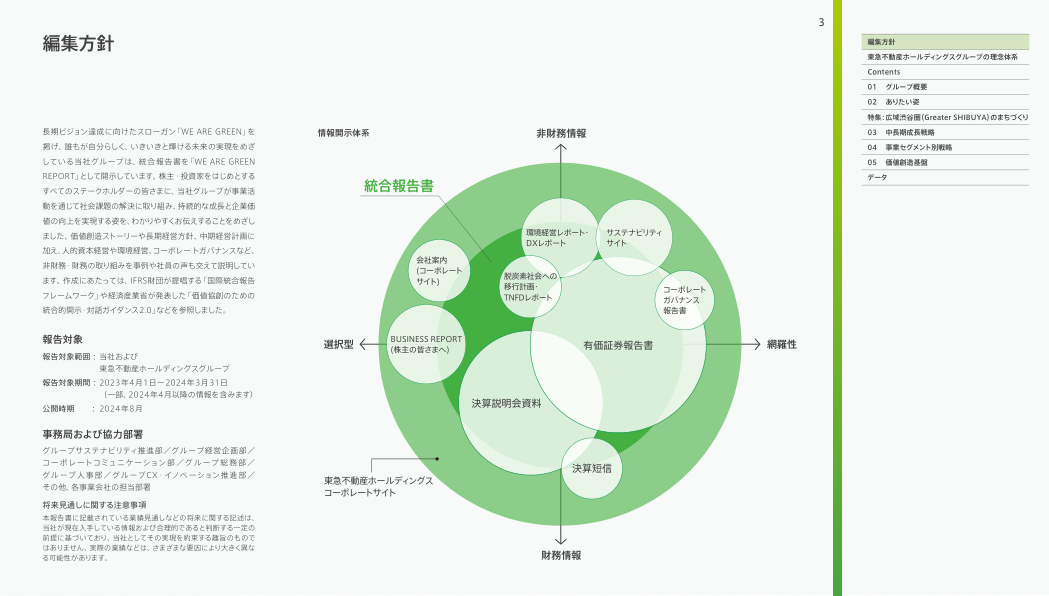 3
編集方針
長期ビジョン達成に向けたスローガン「WE ARE GREEN」を
掲げ、誰もが自分らしく、いきいきと輝ける未来の実現をめざ
している当社グループは、統合報告書を「WE ARE GREEN
REPORT」として開示しています。株主・投資家をはじめとする
すべてのステークホルダーの皆さまに、当社グループが事業活
動を通じて社会課題の解決に取り組み、持続的な成長と企業価
値の向上を実現する姿を、わかりやすくお伝えすることをめざし
ました。価値創造ストーリーや長期経営方針、中期経営計画に
加え、人的資本経営や環境経営、コーポレートガバナンスなど、
非財務・財務の取り組みを事例や社員の声も交えて説明してい
ます。作成にあたっては、IFRS財団が提唱する「国際統合報告
フレームワーク」や経済産業省が発表した「価値協創のための
統合的開示・対話ガイダンス2.0」などを参照しました。
報告対象
報告対象範囲：当社および
東急不動産ホールディングスグループ
報告対象期間：2023年4月1日〜2024年3月31日
（一部、2024年4月以降の情報を含みます）
公開時期　：2024年8月
事務局および協力部署
グループサステナビリティ推進部／グループ経営企画部／
コーポレートコミュニケーション部／グループ総務部／
グループ人事部／グループCX・イノベーション推進部／
その他、各事業会社の担当部署
将来見通しに関する注意事項
本報告書に記載されている業績見通しなどの将来に関する記述は、
当社が現在入手している情報および合理的であると判断する一定の
前提に基づいており、当社としてその実現を約束する趣旨のもので
はありません。実際の業績などは、さまざまな要因により大きく異な
る可能性があります。
情報開示体系
非財務情報
統合報告書
環境経営レポート・
DXレポート
サステナビリティ
サイト
会社案内
(コーポレート
サイト)
脱炭素社会への
移行計画・
TNFDレポート
コーポレート
ガバナンス
報告書
選択型
BUSINESS REPORT
(株主の皆さまへ)
有価証券報告書
網羅性
決算説明会資料
決算短信
東急不動産ホールディングス
コーポレートサイト
財務情報
編集方針
東急不動産ホールディングスグループの理念体系
Contents
01　グループ概要
02　ありたい姿
特集：広域渋谷圏（Greater SHIBUYA）のまちづくり
03　中長期成長戦略
04　事業セグメント別戦略
05　価値創造基盤
データ